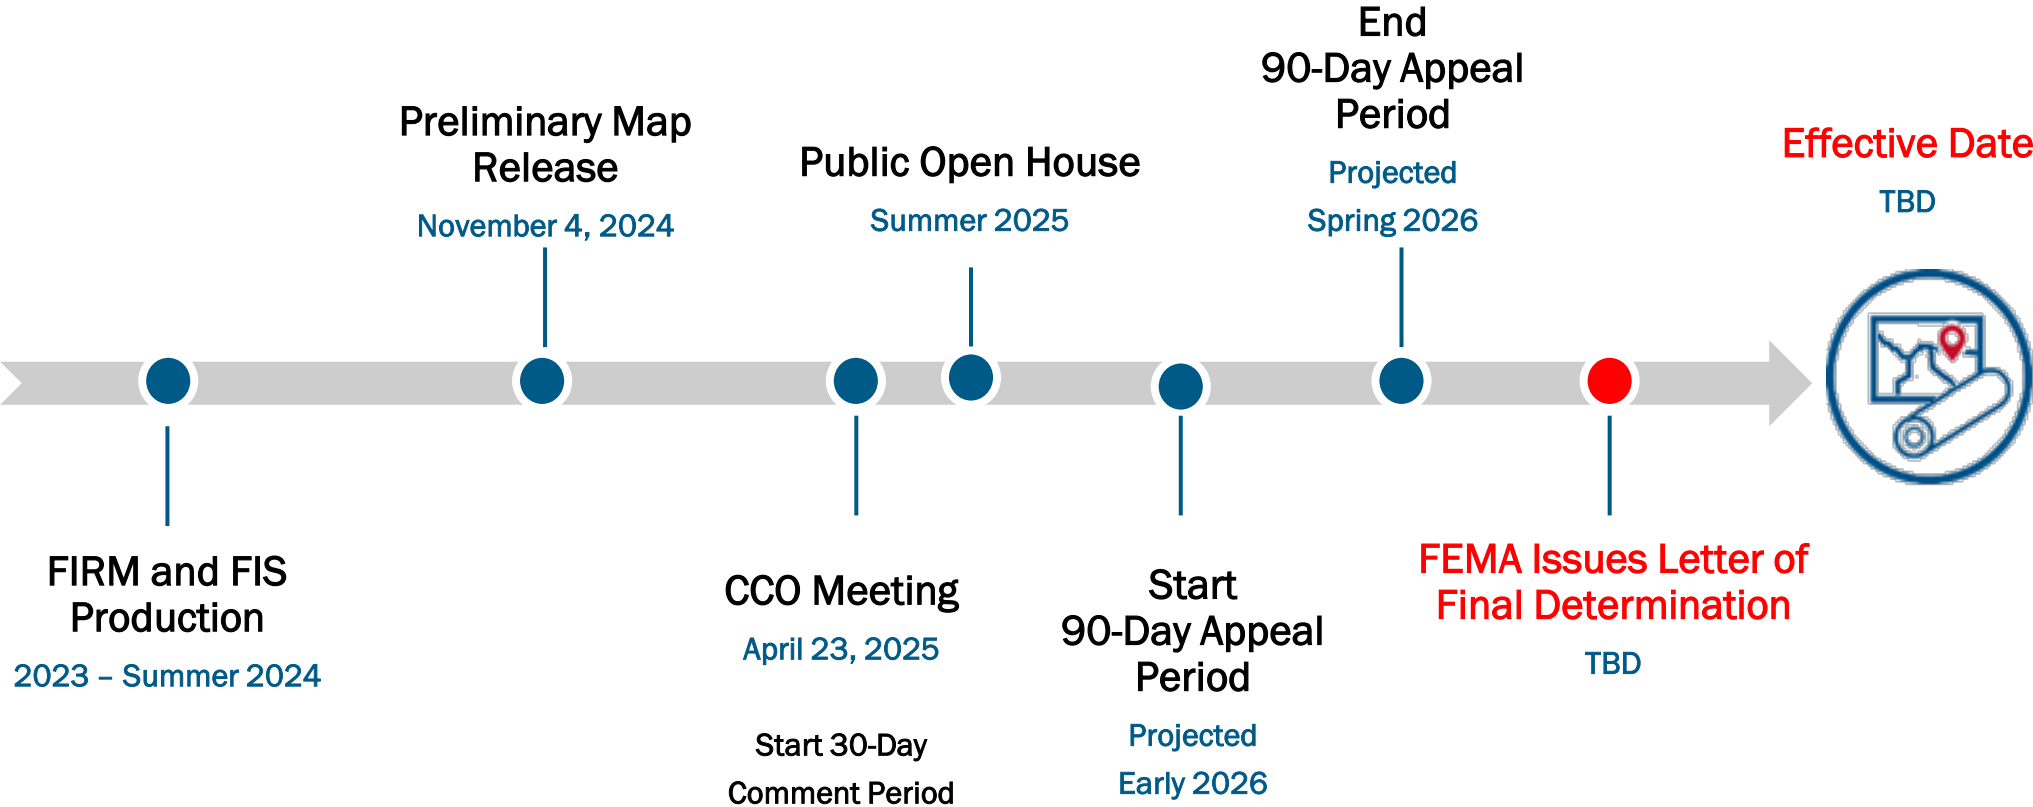 FIRM and FIS
Production
2023 – Summer 2024
Preliminary Map
Release
November 4, 2024
CCO Meeting
April 23, 2025
Start 30-Day
Comment Period
Public Open House
Summer 2025
Start
90-Day Appeal
Period
Projected
Early 2026
End
90-Day Appeal
Period
Projected
Spring 2026
FEMA Issues Letter of
Final Determination
TBD
Effective Date
TBD